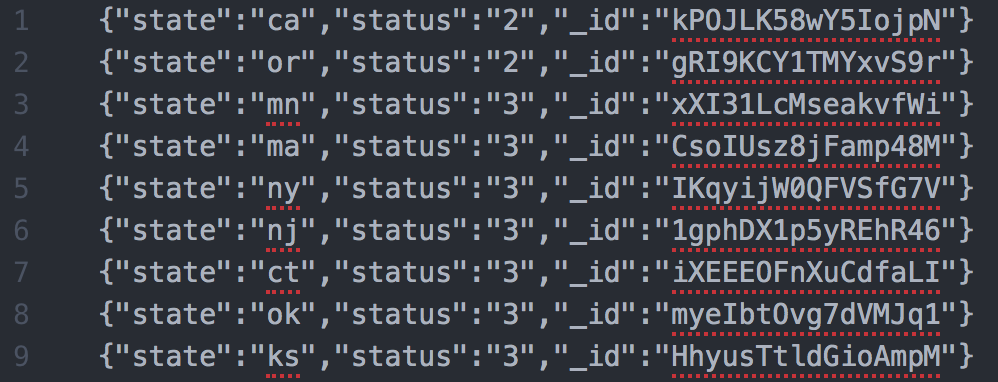 1 {"state":"ca","status":"2","_id":"kPOJLK58wY5IojpN"}
2 {"state":"or","status":"2","_id":"gRI9KCY1TMYxvS9r"}
3 {"state":"mn","status":"3","_id":"xXI31LcMseakvfWi"}
4 {"state":"ma","status":"3","_id":"CsoIUsz8jFamp48M"}
5 {"state":"ny","status":"3","_id":"IKqyijW0QFVSfG7V"}
6 {"state":"nj","status":"3","_id":"1gphDX1p5yREhR46"}
7 {"state":"ct","status":"3","_id":"iXEEEOFnXuCdfaLI"}
8 {"state":"ok","status":"3","_id":"myeIbtOvg7dVMJq1"}
9 {"state":"ks","status":"3","_id":"HhyusTtldGioAmpM"}